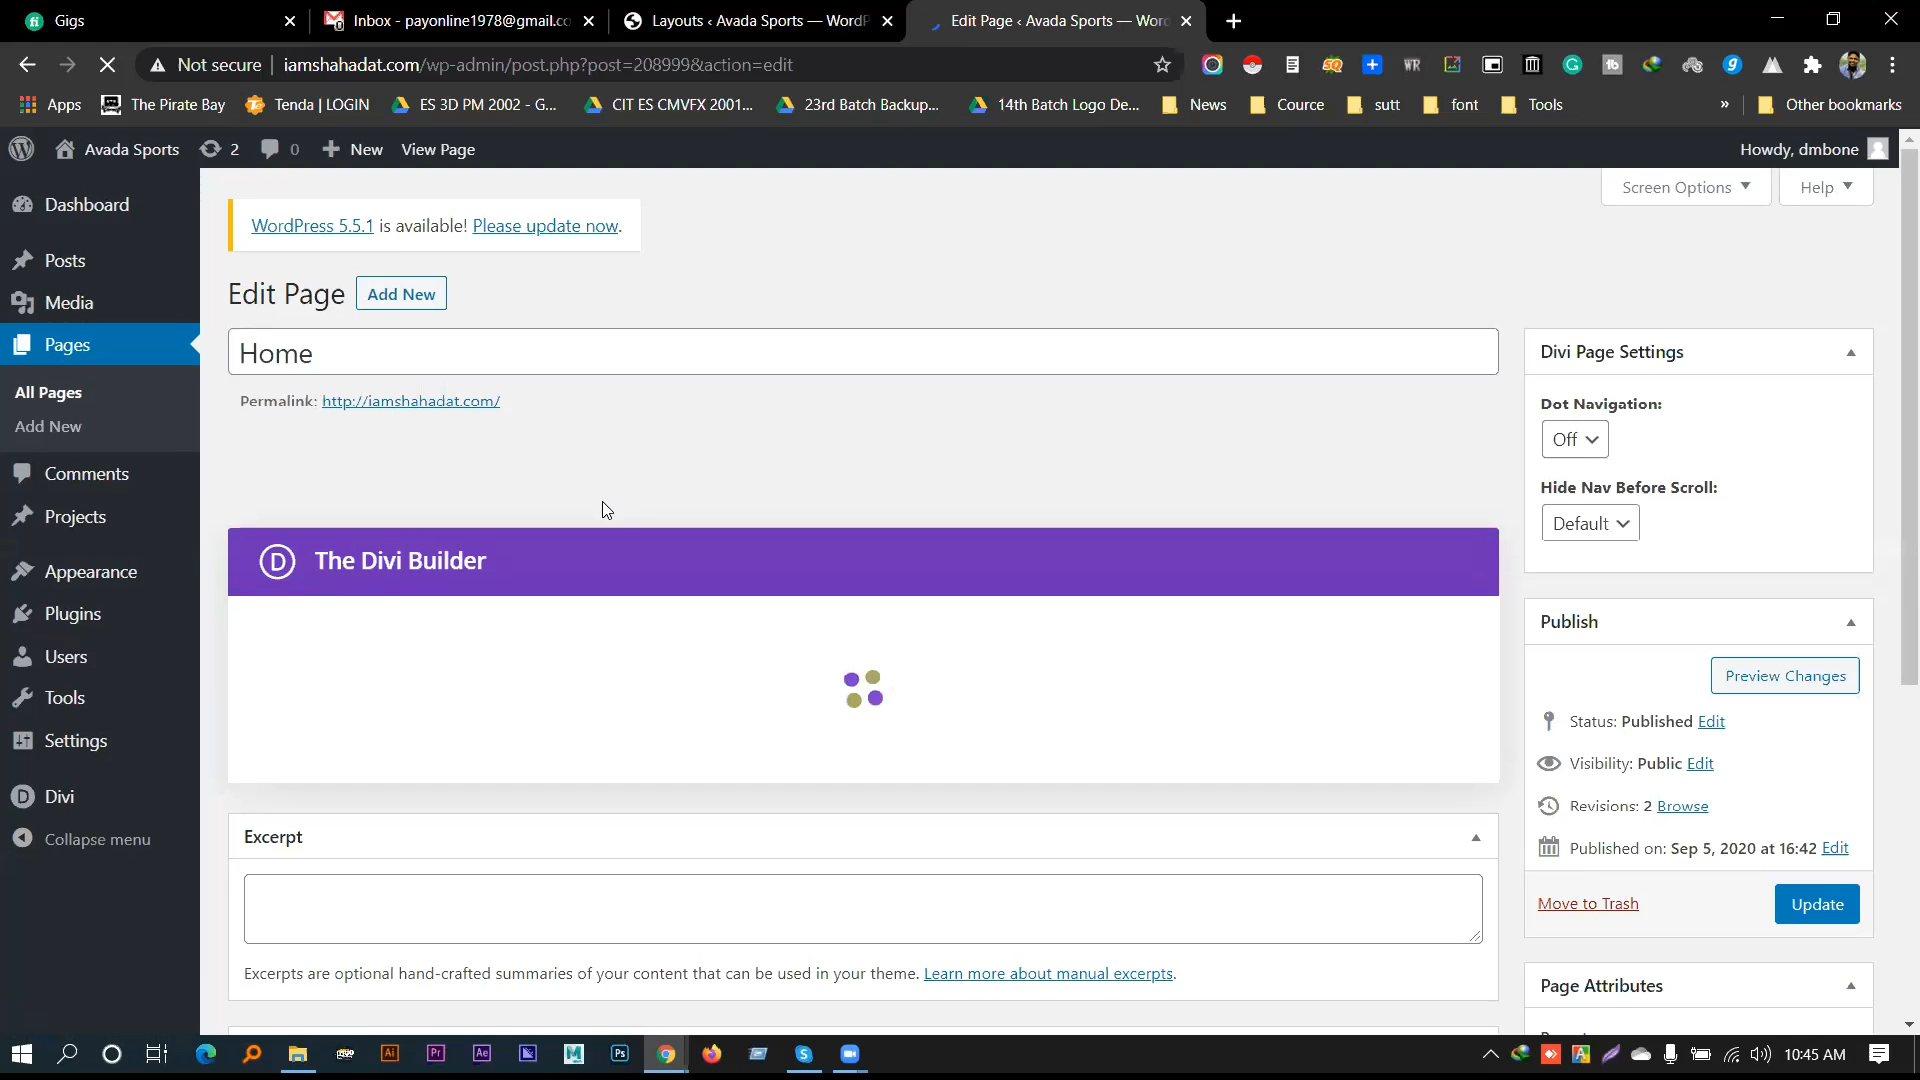 Gigs
Inbox - payonline1978@gmail.co
Layouts ‹ Avada Sports — WordP
Edit Page ‹ Avada Sports — Word
Not secure
iamshahadat.com/wp-admin/post.php?post=208999&action=edit
Apps
The Pirate Bay
Tenda | LOGIN
ES 3D PM 2002 - G...
CIT ES CMVFX 2001...
23rd Batch Backup...
14th Batch Logo De...
News
Cource
sutt
font
Tools
»
Other bookmarks
Avada Sports
2
0
New
View Page
Howdy, dmbone
Screen Options
Help
Dashboard
Posts
Media
Pages
All Pages
Add New
Comments
Projects
Appearance
Plugins
Users
Tools
Settings
Divi
Collapse menu
WordPress 5.5.1 is available! Please update now.
Edit Page
Add New
Home
Permalink: http://iamshahadat.com/
The Divi Builder
Excerpt
Excerpts are optional hand-crafted summaries of your content that can be used in your theme. Learn more about manual excerpts.
Divi Page Settings
Dot Navigation:
Off
Hide Nav Before Scroll:
Default
Publish
Preview Changes
Status: Published Edit
Visibility: Public Edit
Revisions: 2 Browse
Published on: Sep 5, 2020 at 16:42 Edit
Move to Trash
Update
Page Attributes
10:45 AM